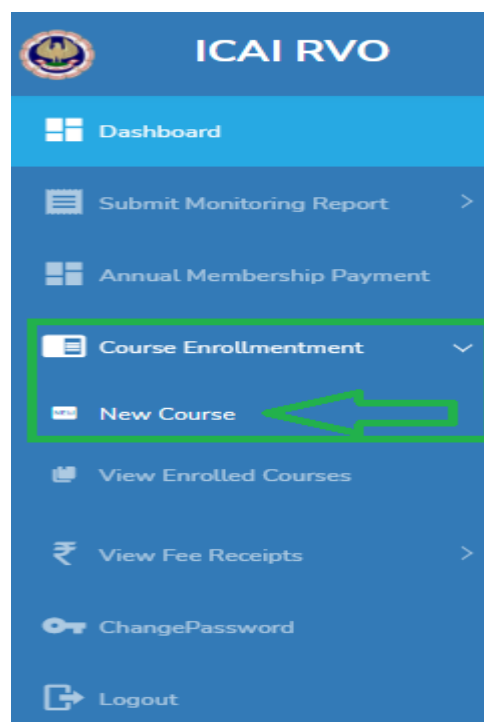 ICAI RVO
Dashboard
Submit Monitoring Report >
Annual Membership Payment
Course Enrollmentment
NEW New Course
View Enrolled Courses
₹ View Fee Receipts >
ChangePassword
Logout